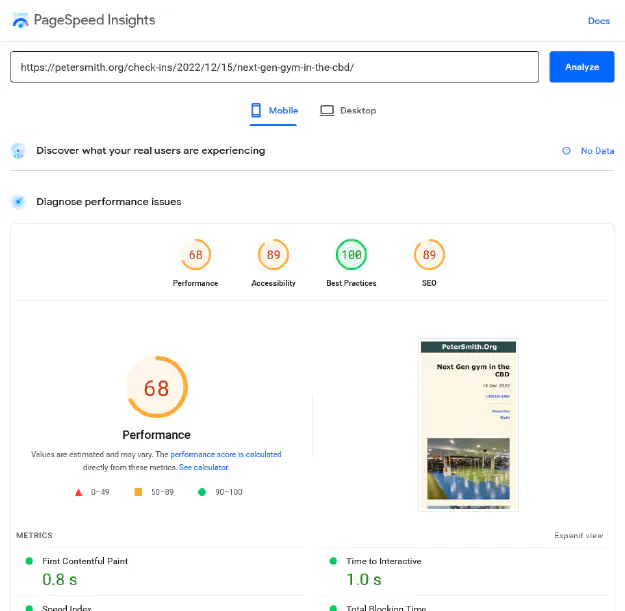 PageSpeed Insights
Docs
https://petersmith.org/check-ins/2022/12/15/next-gen-gym-in-the-cbd/
Analyze
Mobile
Desktop
Discover what your real users are experiencing
No Data
Diagnose performance issues
68
89
100
89
Performance
Accessibility
Best Practices
SEO
68
Performance
Values are estimated and may vary. The performance score is calculated
directly from these metrics. See calculator.
0–49
50–89
90–100
PeterSmith.Org
Next Gen gym in the
CBD
15 Dec 2022
CHECK-INS
Gym
METRICS
Expand view
First Contentful Paint
0.8 s
Time to Interactive
1.0 s
Speed Index
Total Blocking Time